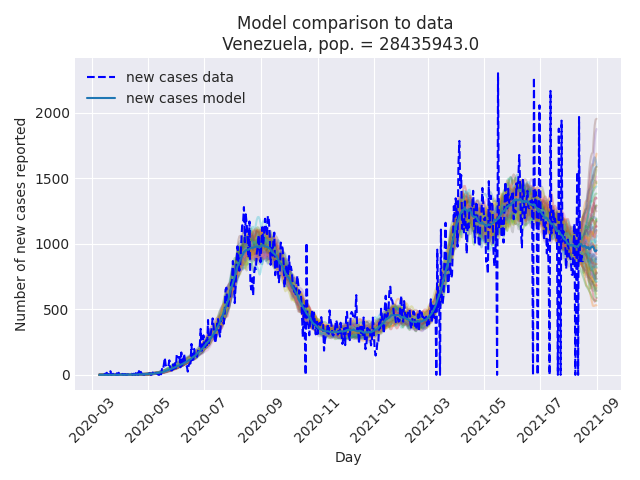 Model comparison to data
Venezuela, pop. = 28435943.0
new cases data
new cases model
Number of new cases reported
2000
1500
1000
500
0
2020-03
2020-05
2020-07
2020-09
2020-11
2021-01
2021-03
2021-05
2021-07
2021-09
Day